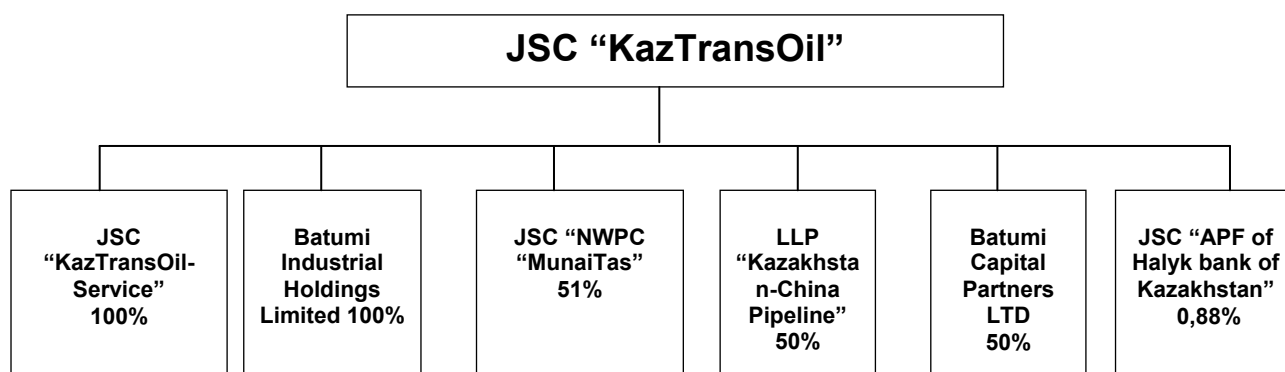 JSC “KazTransOil”
JSC
“KazTransOil-
Service”
100%
Batumi
Industrial
Holdings
Limited 100%
JSC “NWPC
“MunaiTas”
51%
LLP
“Kazakhsta
n-China
Pipeline”
50%
Batumi
Capital
Partners
LTD
50%
JSC “APF of
Halyk bank of
Kazakhstan”
0,88%